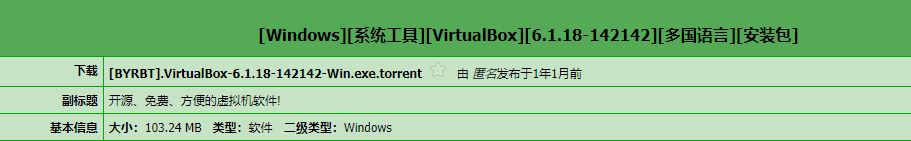 [Windows][系统工具][VirtualBox][6.1.18-142142][多国语言][安装包]
下载 [BYRBT].VirtualBox-6.1.18-142142-Win.exe.torrent 由 匿名发布于1年1月前
副标题 开源、免费、方便的虚拟机软件!
基本信息 大小：103.24 MB 类型：软件 二级类型：Windows